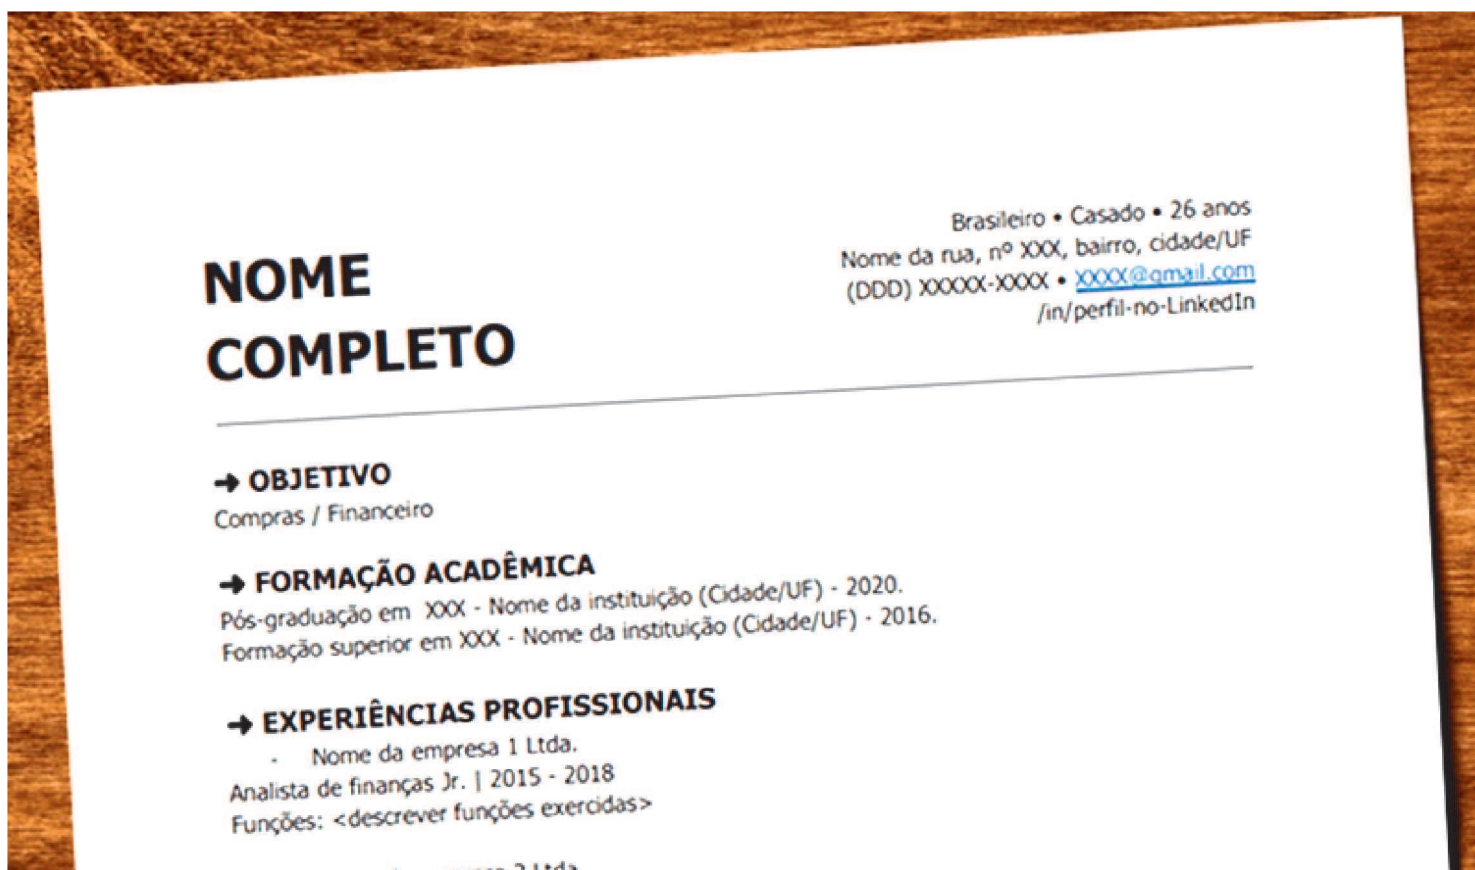 NOME
COMPLETO
Brasileiro • Casado • 26 anos
Nome da rua, nº XXX, bairro, cidade/UF
(DDD) XXXXX-XXXX • XXXX@gmail.com
/in/perfil-no-LinkedIn
➜ OBJETIVO
Compras / Financeiro
➜ FORMAÇÃO ACADÊMICA
Pós-graduação em XXX - Nome da instituição (Cidade/UF) - 2020.
Formação superior em XXX - Nome da instituição (Cidade/UF) - 2016.
➜ EXPERIÊNCIAS PROFISSIONAIS
- Nome da empresa 1 Ltda.
Analista de finanças Jr. | 2015 - 2018
Funções: <descrever funções exercidas>
2 Ltda